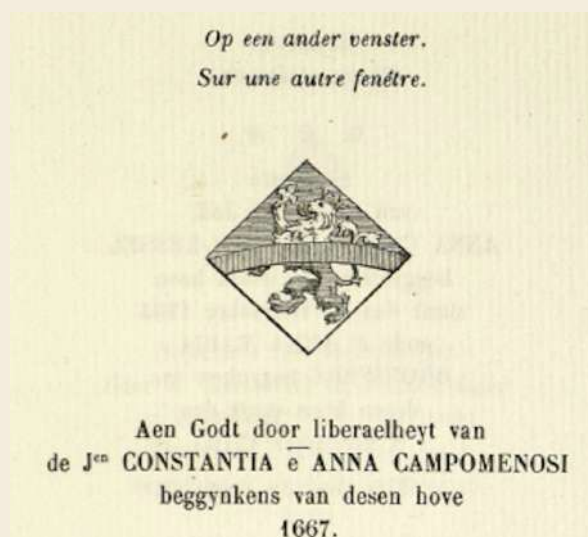 Op een ander venster.
Sur une autre fenétre.
Aen Godt door liberaelheyt van
de Jᵉⁿ CONSTANTIA e̅ ANNA CAMPOMENOSI
beggynkens van desen hove
1667.